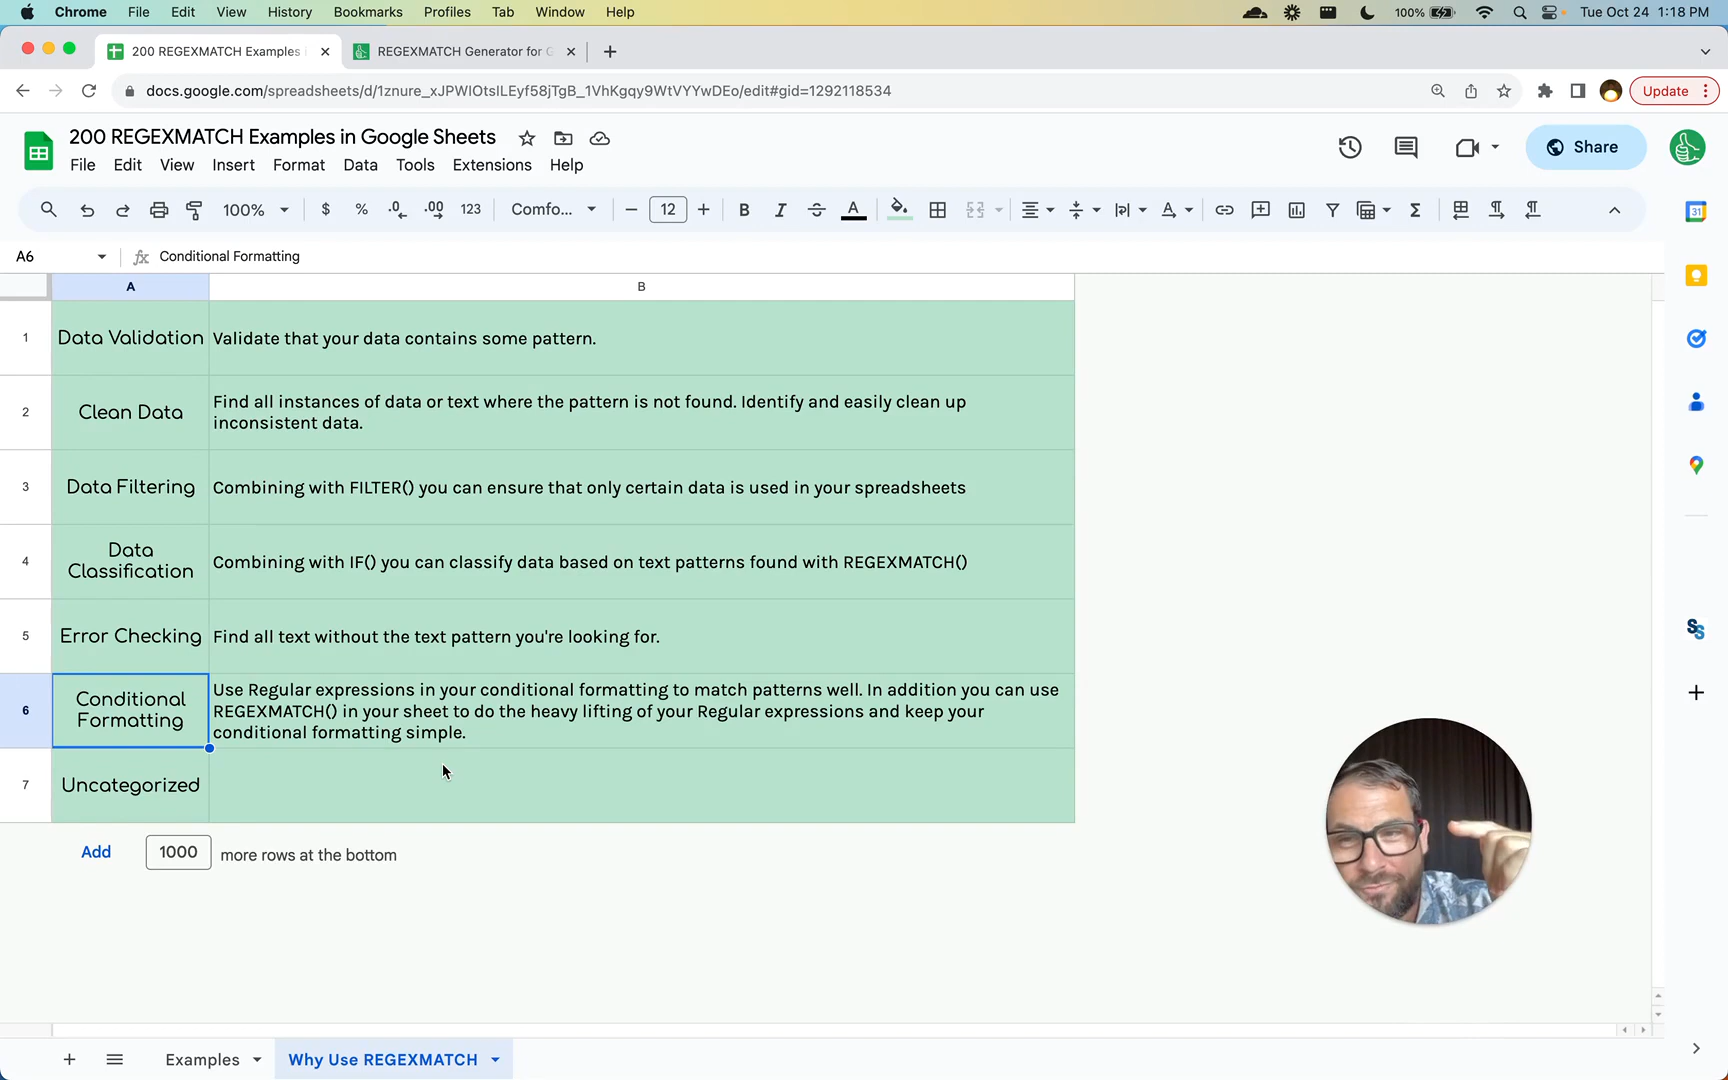 Chrome File Edit View History Bookmarks Profiles Tab Window Help 100% Tue Oct 24 1:18 PM
200 REGEXMATCH Examples REGEXMATCH Generator for G
docs.google.com/spreadsheets/d/1znure_xJPWIOtsILEyf58jTgB_1VhKgqy9WtVYYwDEo/edit#gid=1292118534 Update
200 REGEXMATCH Examples in Google Sheets
File Edit View Insert Format Data Tools Extensions Help
Share
100% $ % .0 .00 123 Comfo... 12 B I S A
A6 fx Conditional Formatting
A B
1 Data Validation Validate that your data contains some pattern.
2 Clean Data Find all instances of data or text where the pattern is not found. Identify and easily clean up
inconsistent data.
3 Data Filtering Combining with FILTER() you can ensure that only certain data is used in your spreadsheets
4 Data
Classification Combining with IF() you can classify data based on text patterns found with REGEXMATCH()
5 Error Checking Find all text without the text pattern you're looking for.
6 Conditional
Formatting Use Regular expressions in your conditional formatting to match patterns well. In addition you can use
REGEXMATCH() in your sheet to do the heavy lifting of your Regular expressions and keep your
conditional formatting simple.
7 Uncategorized
Add 1000 more rows at the bottom
Examples Why Use REGEXMATCH